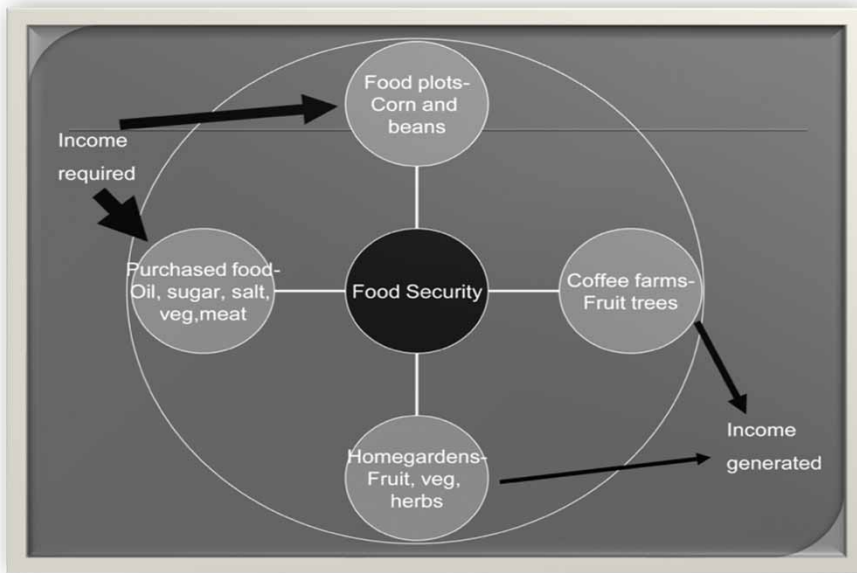 Food plots-
Corn and
beans
Income
required
Purchased food-
Oil, sugar, salt,
veg,meat
Food Security
Coffee farms-
Fruit trees
Income
generated
Homegardens-
Fruit, veg,
herbs